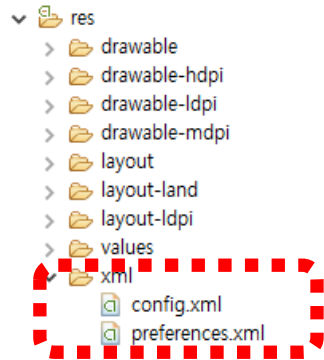 res
drawable
drawable-hdpi
drawable-ldpi
drawable-mdpi
layout
layout-land
layout-ldpi
values
xml
config.xml
preferences.xml